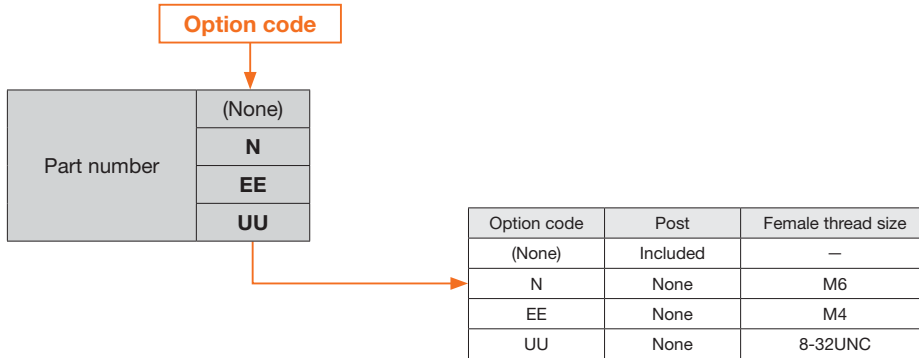 Option code
Part number
(None)
N
EE
UU
Option code Post Female thread size
(None) Included —
N None M6
EE None M4
UU None 8-32UNC